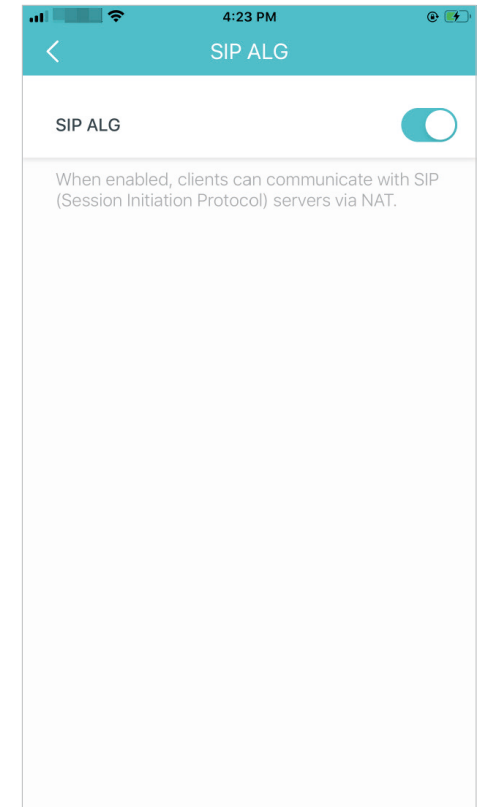 4:23 PM
SIP ALG
SIP ALG
When enabled, clients can communicate with SIP
(Session Initiation Protocol) servers via NAT.